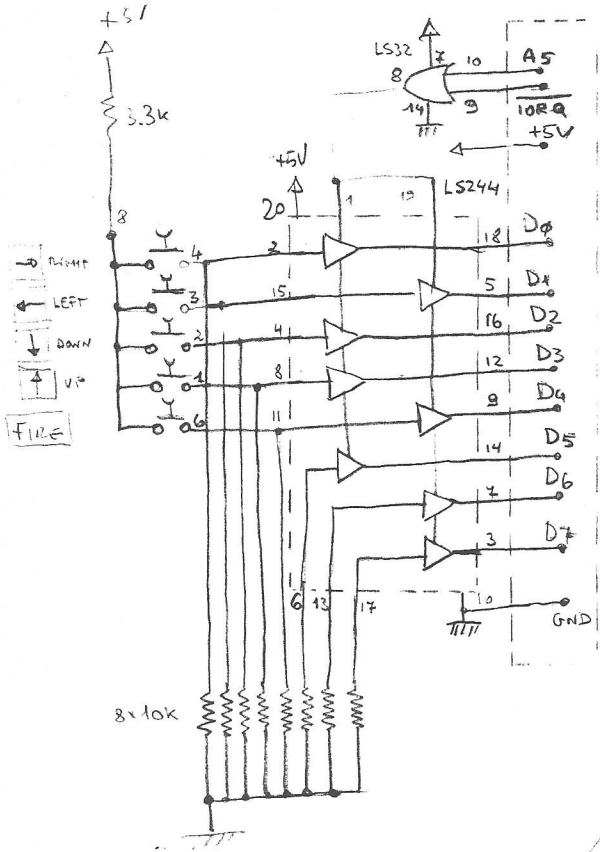 +5V
LS32
7
10
A5
8
14
9
IORQ
+5V
3.3K
+5V
1
19
LS244
20
8
RIGHT
4
2
18
D0
LEFT
3
15
5
D1
DOWN
2
4
16
D2
UP
1
8
12
D3
FIRE
6
11
9
D4
14
D5
7
D6
3
D7
6
13
17
10
GND
8x10K